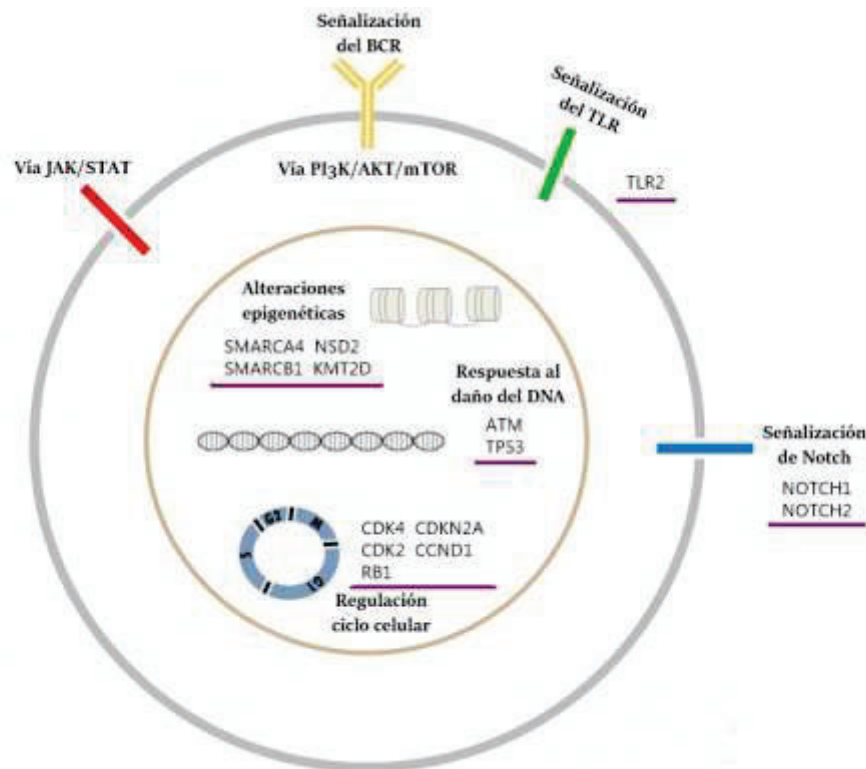 Señalización
del BCR
Señalización
del TLR
Vía JAK/STAT
Vía PI3K/AKT/mTOR
TLR2
Alteraciones
epigenéticas
SMARCA4 NSD2
SMARCB1 KMT2D
Respuesta al
daño del DNA
ATM
TP53
Señalización
de Notch
NOTCH1
NOTCH2
G2
M
S
G1
CDK4 CDKN2A
CDK2 CCND1
RB1
Regulación
ciclo celular